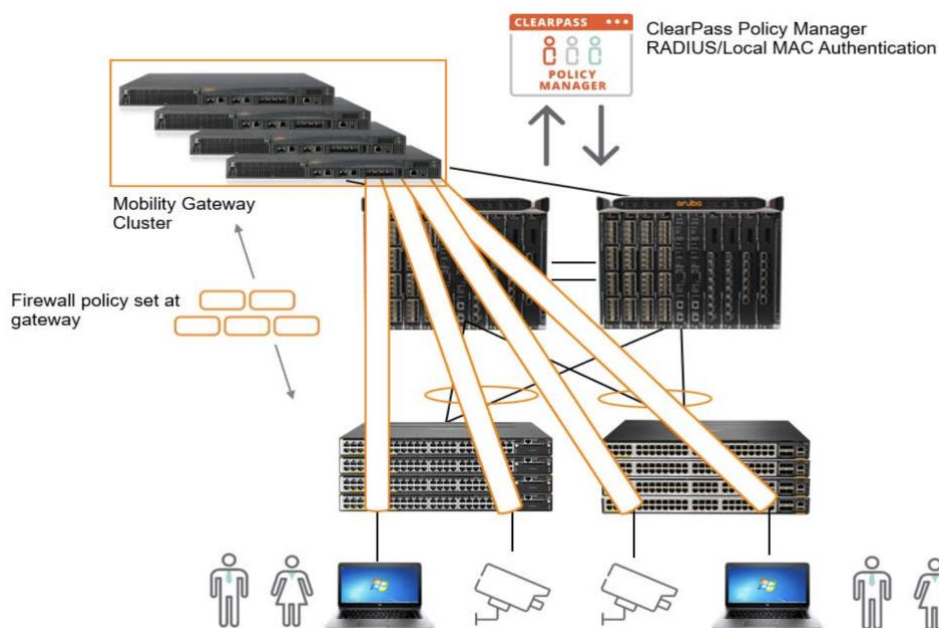 CLEARPASS
POLICY
MANAGER
ClearPass Policy Manager
RADIUS/Local MAC Authentication
Mobility Gateway
Cluster
aruba
Firewall policy set at
gateway